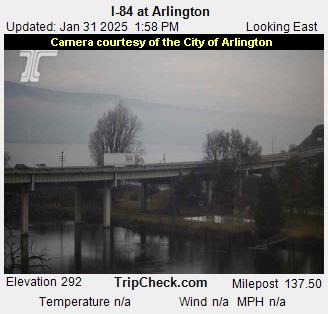 I-84 at Arlington
Updated: Jan 31 2025 1:58 PM Looking East
Camera courtesy of the City of Arlington
Elevation 292 TripCheck.com Milepost 137.50
Temperature n/a Wind n/a MPH n/a